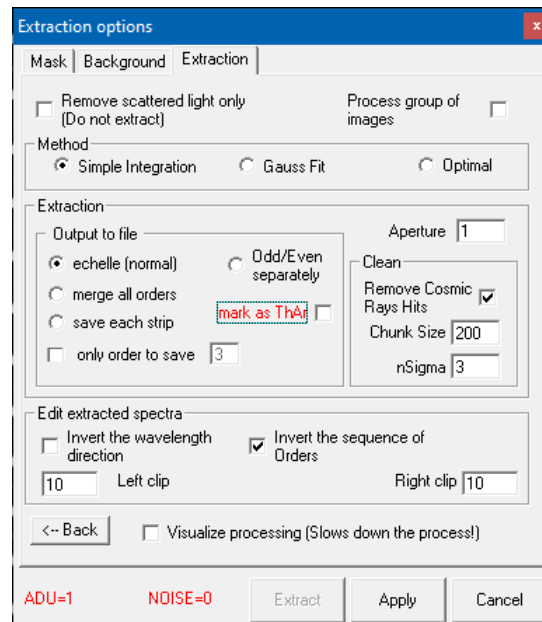 Extraction options
x
Mask Background Extraction
Remove scattered light only
(Do not extract)
Process group of
images
Method
Simple Integration Gauss Fit Optimal
Extraction
Output to file
echelle (normal)
merge all orders
save each strip
only order to save 3
Odd/Even
separately
mark as ThAr
Aperture 1
Clean
Remove Cosmic
Rays Hits
Chunk Size 200
nSigma 3
Edit extracted spectra
Invert the wavelength
direction
Invert the sequence of
Orders
10 Left clip
Right clip 10
<-- Back
Visualize processing (Slows down the process!)
ADU=1 NOISE=0 Extract Apply Cancel